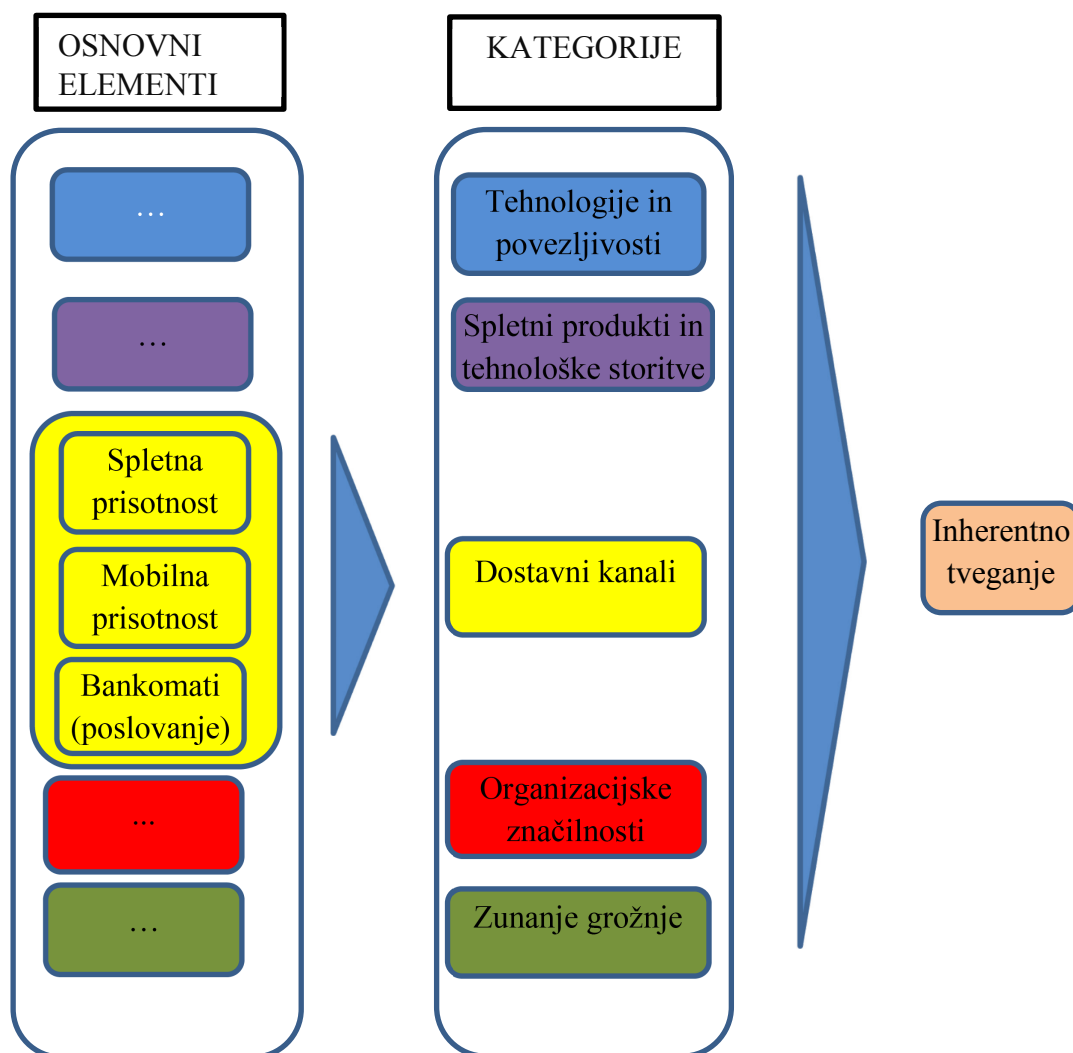 OSNOVNI
ELEMENTI
…
…
Spletna
prisotnost
Mobilna
prisotnost
Bankomati
(poslovanje)
...
…
KATEGORIJE
Tehnologije in
povezljivosti
Spletni produkti in
tehnološke storitve
Dostavni kanali
Organizacijske
značilnosti
Zunanje grožnje
Inherentno
tveganje